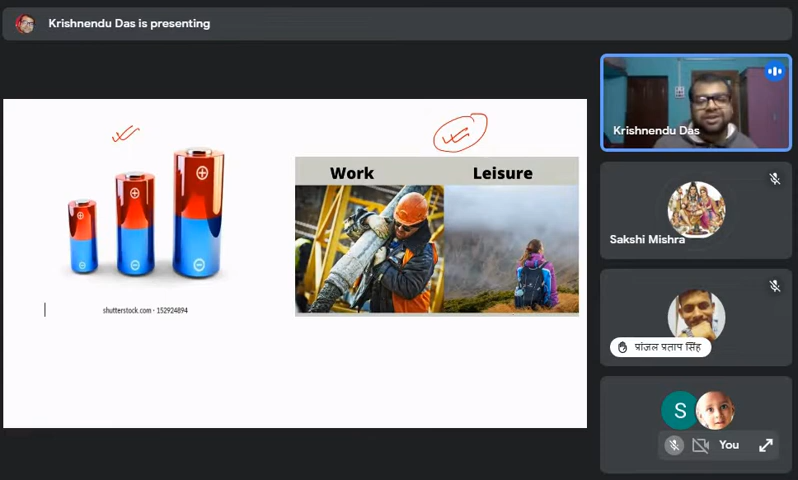 Krishnendu Das is presenting
Work Leisure
shutterstock.com · 152924894
Krishnendu Das
Sakshi Mishra
प्रांजल प्रताप सिंह
S
You